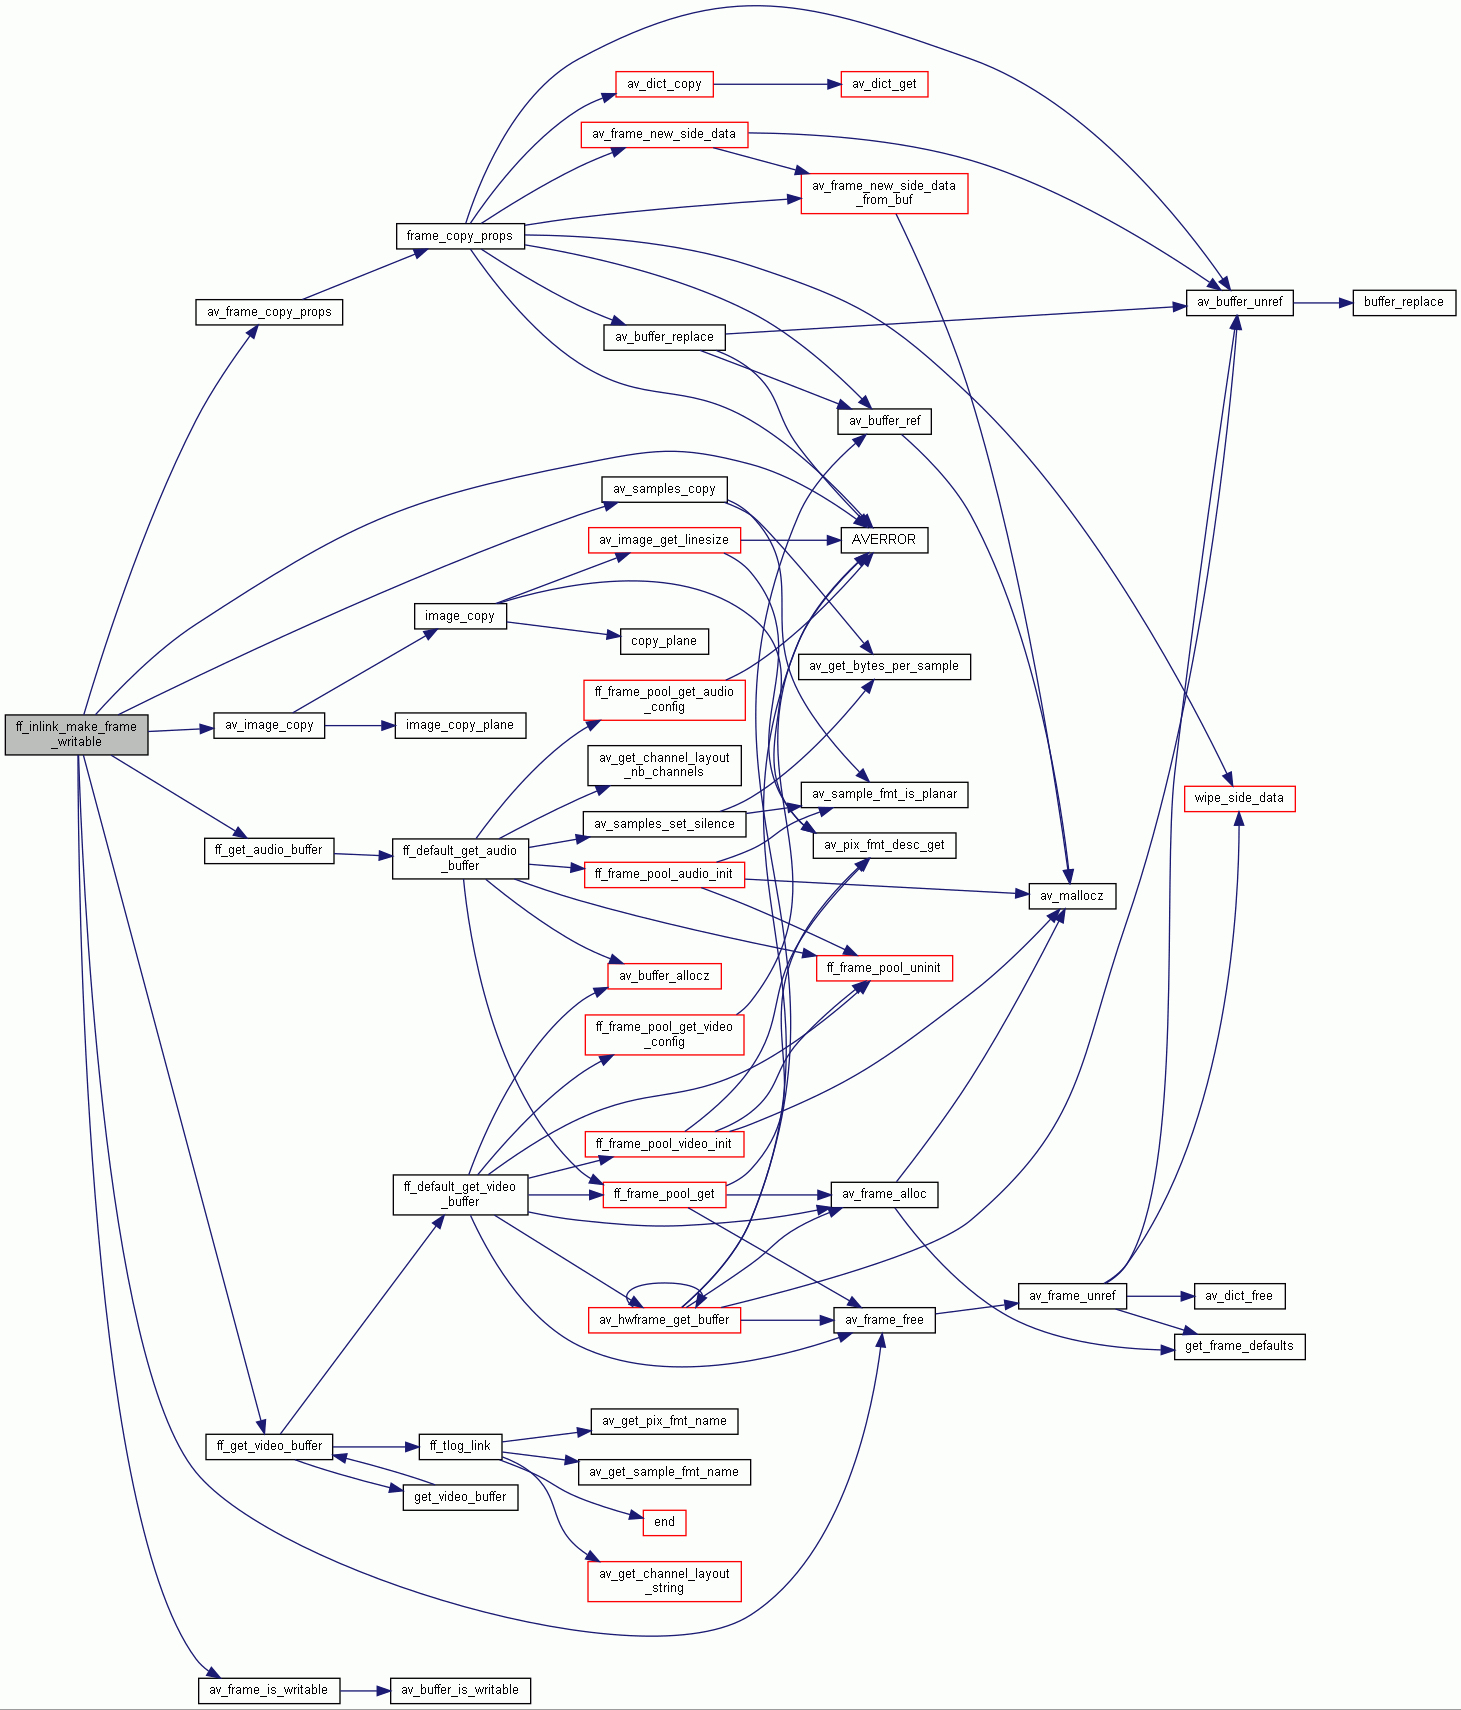 av_dict_copy
av_dict_get
av_frame_new_side_data
av_frame_new_side_data
_from_buf
frame_copy_props
av_frame_copy_props
av_buffer_unref
buffer_replace
av_buffer_replace
av_buffer_ref
av_samples_copy
av_image_get_linesize
AVERROR
image_copy
copy_plane
av_get_bytes_per_sample
ff_frame_pool_get_audio
_config
ff_inlink_make_frame
_writable
av_image_copy
image_copy_plane
av_get_channel_layout
_nb_channels
av_sample_fmt_is_planar
wipe_side_data
av_samples_set_silence
ff_get_audio_buffer
ff_default_get_audio
_buffer
av_pix_fmt_desc_get
ff_frame_pool_audio_init
av_mallocz
av_buffer_allocz
ff_frame_pool_uninit
ff_frame_pool_get_video
_config
ff_frame_pool_video_init
ff_default_get_video
_buffer
ff_frame_pool_get
av_frame_alloc
av_hwframe_get_buffer
av_frame_free
av_frame_unref
av_dict_free
get_frame_defaults
av_get_pix_fmt_name
ff_get_video_buffer
ff_tlog_link
av_get_sample_fmt_name
get_video_buffer
end
av_get_channel_layout
_string
av_frame_is_writable
av_buffer_is_writable